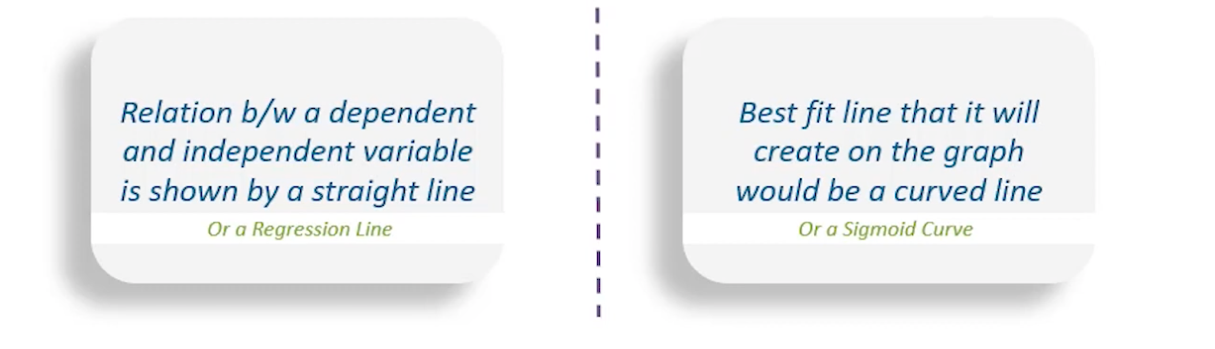 Relation b/w a dependent
and independent variable
is shown by a straight line
Or a Regression Line
Best fit line that it will
create on the graph
would be a curved line
Or a Sigmoid Curve